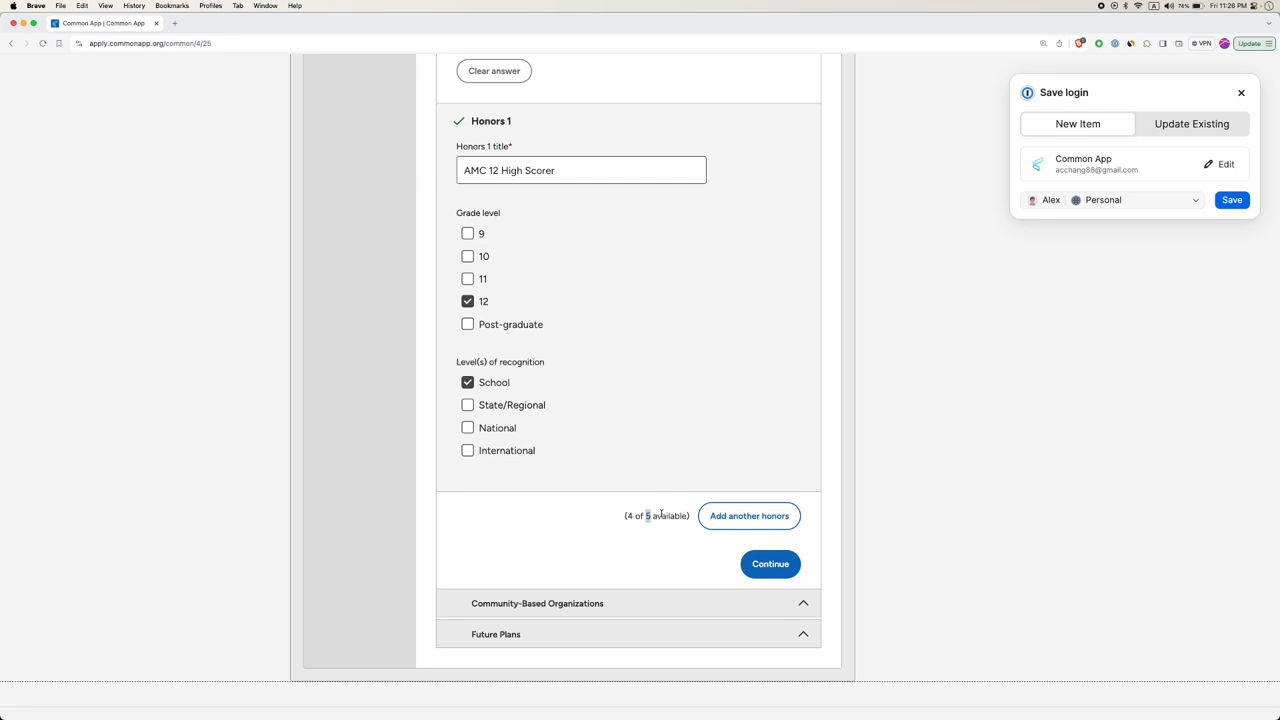 Brave File Edit View History Bookmarks Profiles Tab Window Help
A 74% Fri 11:26 PM
Common App | Common App
apply.commonapp.org/common/4/25
VPN
Update
Clear answer
Save login
New Item Update Existing
Common App
acchang88@gmail.com
Edit
Alex Personal Save
Honors 1
Honors 1 title*
AMC 12 High Scorer
Grade level
9
10
11
12
Post-graduate
Level(s) of recognition
School
State/Regional
National
International
(4 of 5 available) Add another honors
Continue
Community-Based Organizations
Future Plans